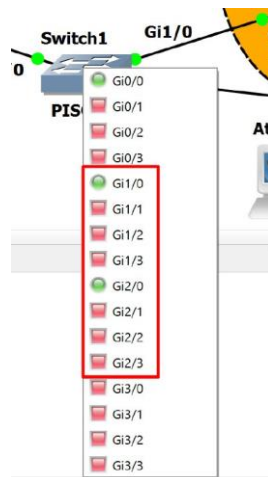 Switch1
Gi1/0
0
PIS
At
Gi0/0
Gi0/1
Gi0/2
Gi0/3
Gi1/0
Gi1/1
Gi1/2
Gi1/3
Gi2/0
Gi2/1
Gi2/2
Gi2/3
Gi3/0
Gi3/1
Gi3/2
Gi3/3